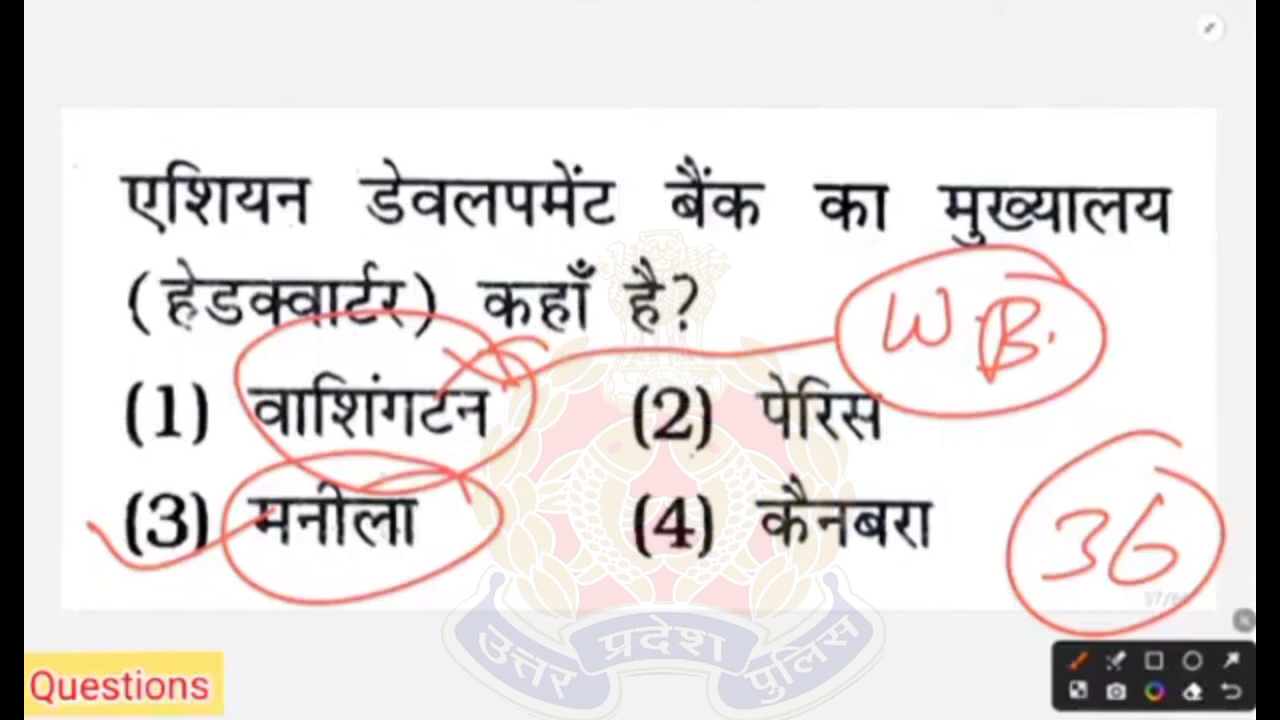 एशियन डेवलपमेंट बैंक का मुख्यालय
(हेडक्वार्टर) कहाँ है?
W B.
(1) वाशिंगटन (2) पेरिस
(3) मनीला (4) कैनबरा
36
उत्तर प्रदेश पुलिस
Questions